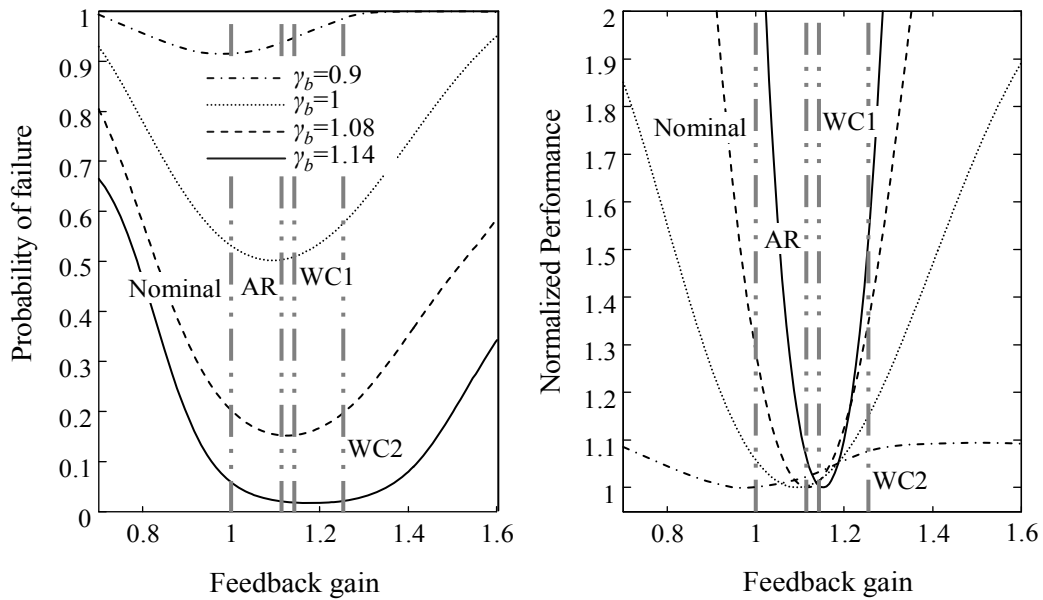 1
0.9
0.8
0.7
0.6
0.5
0.4
0.3
0.2
0.1
0
Probability of failure
γb=0.9
γb=1
γb=1.08
γb=1.14
Nominal
AR
WC1
WC2
0.8
1
1.2
1.4
1.6
Feedback gain
2
1.9
1.8
1.7
1.6
1.5
1.4
1.3
1.2
1.1
1
Normalized Performance
Nominal
WC1
AR
WC2
0.8
1
1.2
1.4
1.6
Feedback gain